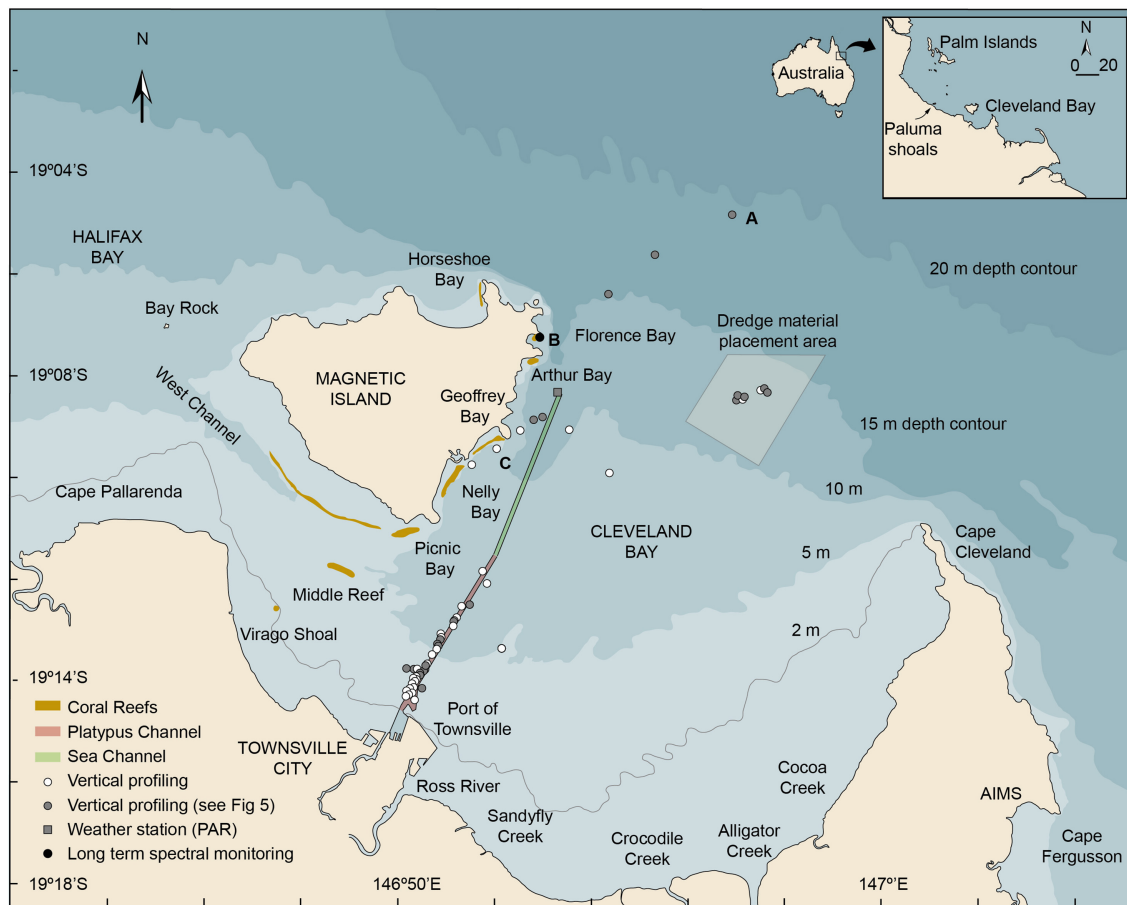 N
Australia
Palm Islands
N
0 20
Cleveland Bay
Paluma
shoals
19º04'S
A
HALIFAX
BAY
Horseshoe
Bay
20 m depth contour
Bay Rock
Florence Bay
B
Dredge material
placement area
19º08'S
MAGNETIC
ISLAND
Arthur Bay
Geoffrey
Bay
West Channel
15 m depth contour
C
Cape Pallarenda
Nelly
Bay
10 m
CLEVELAND
BAY
Cape
Cleveland
Picnic
Bay
5 m
Middle Reef
2 m
Virago Shoal
19º14'S
Coral Reefs
Platypus Channel
Sea Channel
Vertical profiling
Vertical profiling (see Fig 5)
Weather station (PAR)
Long term spectral monitoring
Port of
Townsville
TOWNSVILLE
CITY
Ross River
Cocoa
Creek
AIMS
Sandyfly
Creek
Crocodile
Creek
Alligator
Creek
Cape
Fergusson
19º18'S
146º50'E
147º'E